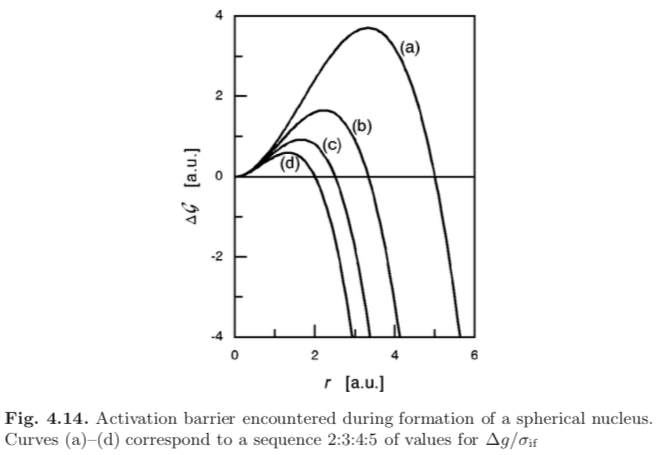 4
2
0
-2
-4
ΔG [a.u.]
(a)
(b)
(c)
(d)
0 2 4 6
r [a.u.]
Fig. 4.14. Activation barrier encountered during formation of a spherical nucleus.
Curves (a)–(d) correspond to a sequence 2:3:4:5 of values for Δg/σif